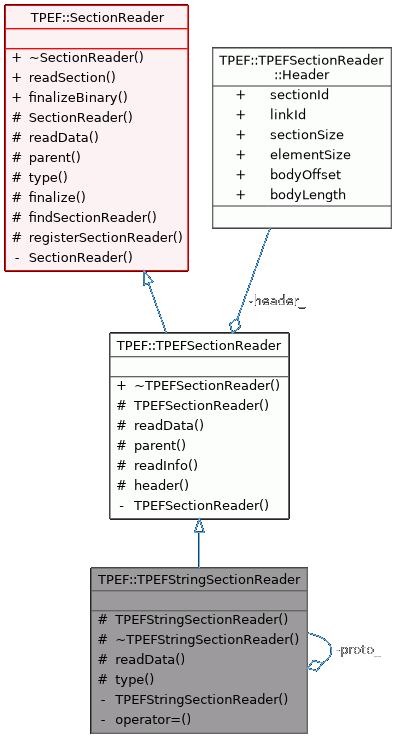 TPEF::SectionReader
+ ~SectionReader()
+ readSection()
+ finalizeBinary()
# SectionReader()
# readData()
# parent()
# type()
# finalize()
# findSectionReader()
# registerSectionReader()
- SectionReader()
TPEF::TPEFSectionReader
::Header
+ sectionId
+ linkId
+ sectionSize
+ elementSize
+ bodyOffset
+ bodyLength
-header_
TPEF::TPEFSectionReader
+ ~TPEFSectionReader()
# TPEFSectionReader()
# readData()
# parent()
# readInfo()
# header()
- TPEFSectionReader()
TPEF::TPEFStringSectionReader
# TPEFStringSectionReader()
# ~TPEFStringSectionReader()
# readData()
# type()
- TPEFStringSectionReader()
- operator=()
-proto_